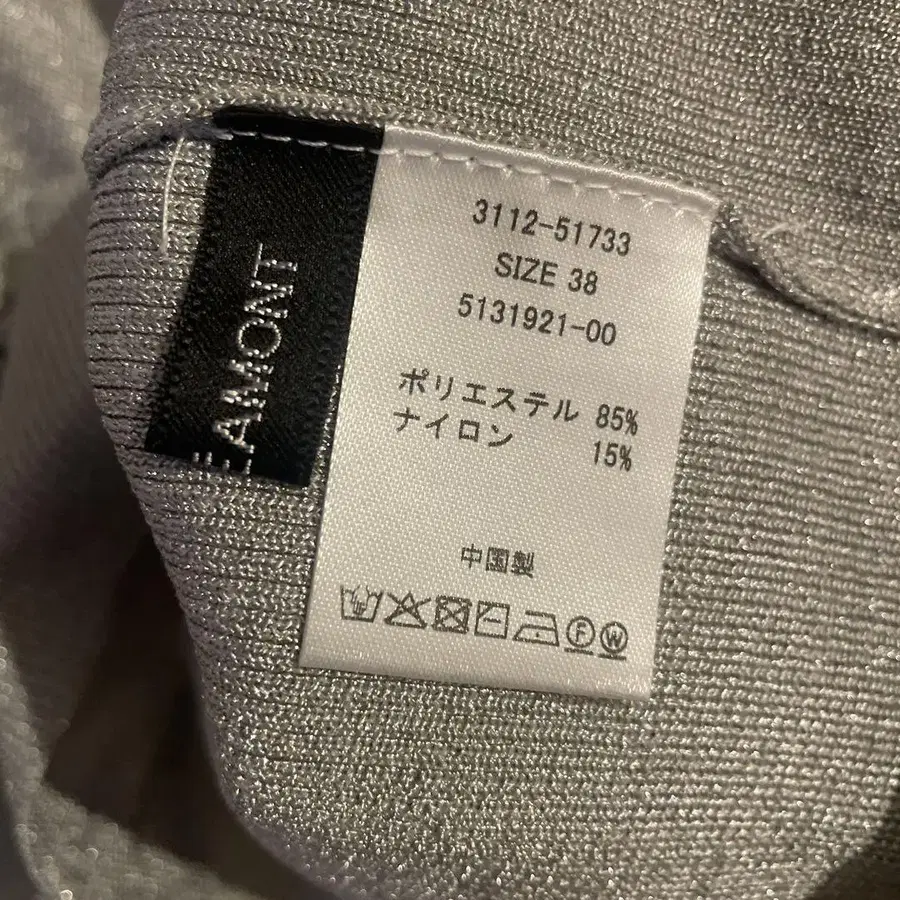 EAMONT
3112-51733
SIZE 38
5131921-00
ポリエステル 85%
ナイロン 15%
中国製
F W